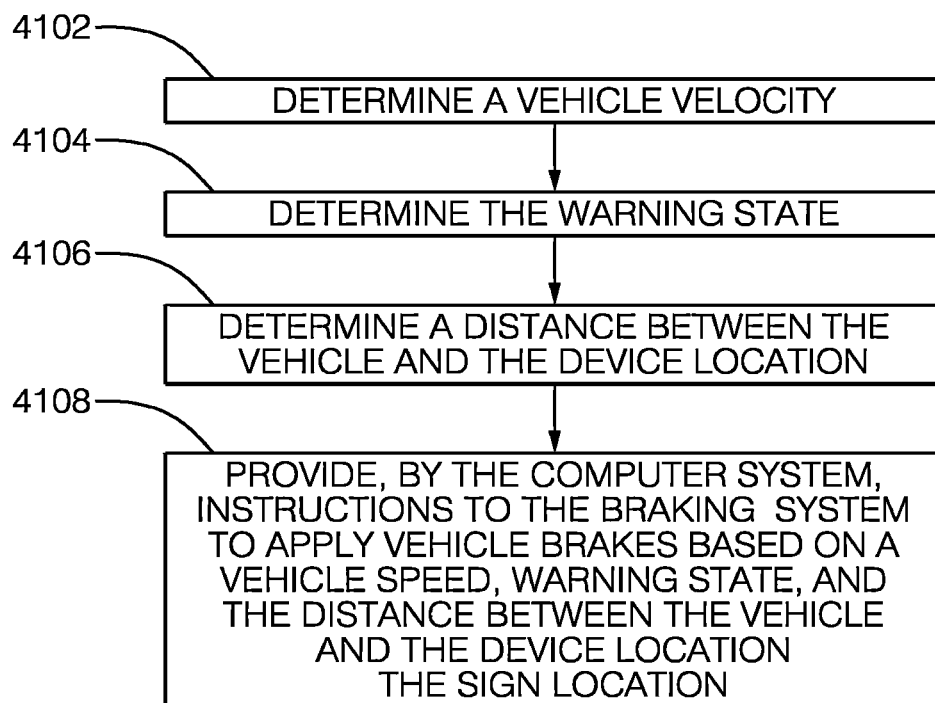 4102
DETERMINE A VEHICLE VELOCITY
4104
DETERMINE THE WARNING STATE
4106
DETERMINE A DISTANCE BETWEEN THE
VEHICLE AND THE DEVICE LOCATION
4108
PROVIDE, BY THE COMPUTER SYSTEM,
INSTRUCTIONS TO THE BRAKING SYSTEM
TO APPLY VEHICLE BRAKES BASED ON A
VEHICLE SPEED, WARNING STATE, AND
THE DISTANCE BETWEEN THE VEHICLE
AND THE DEVICE LOCATION
THE SIGN LOCATION